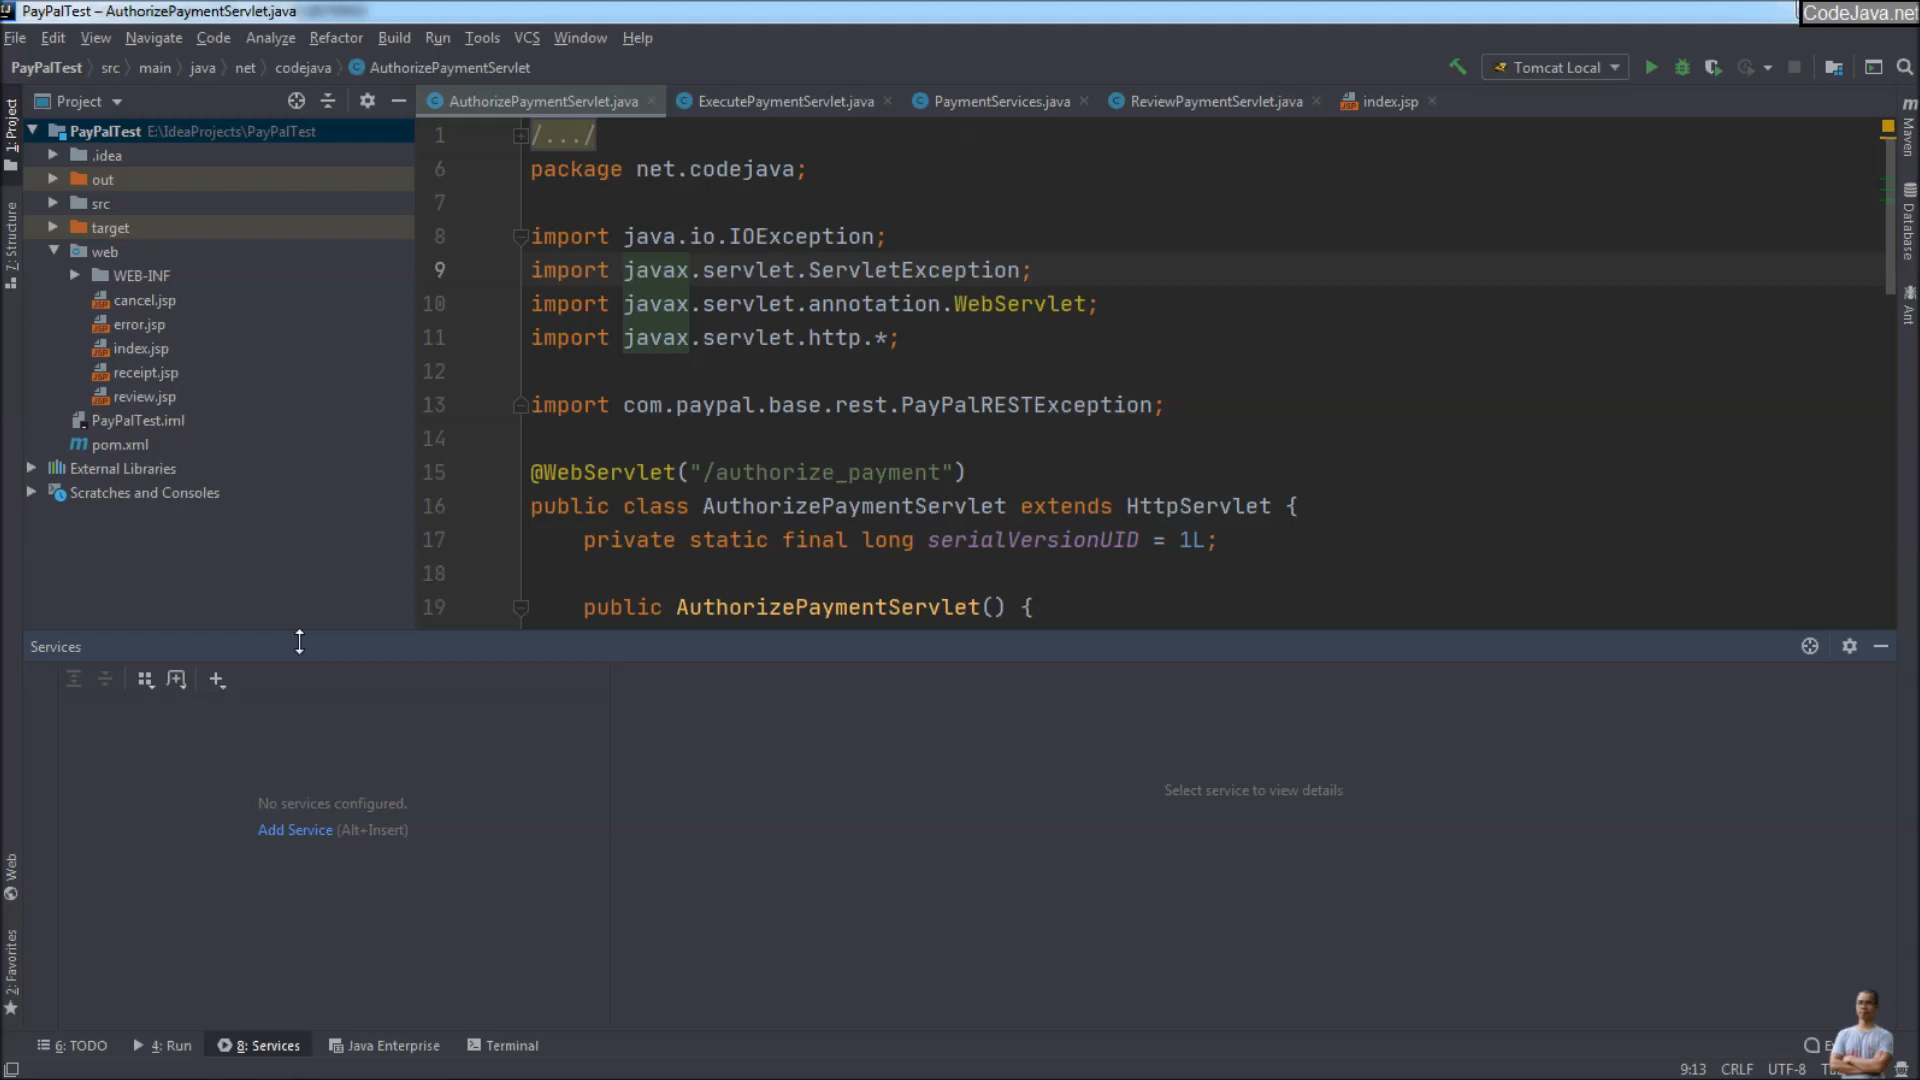 PayPalTest – AuthorizePaymentServlet.java
CodeJava.net
File Edit View Navigate Code Analyze Refactor Build Run Tools VCS Window Help
PayPalTest src main java net codejava AuthorizePaymentServlet
Tomcat Local
Project
AuthorizePaymentServlet.java ExecutePaymentServlet.java PaymentServices.java ReviewPaymentServlet.java index.jsp
1: Project
7: Structure
Web
2: Favorites
PayPalTest E:\IdeaProjects\PayPalTest
.idea
out
src
target
web
WEB-INF
cancel.jsp
error.jsp
index.jsp
receipt.jsp
review.jsp
PayPalTest.iml
pom.xml
External Libraries
Scratches and Consoles
1 /.../
6 package net.codejava;
7
8 import java.io.IOException;
9 import javax.servlet.ServletException;
10 import javax.servlet.annotation.WebServlet;
11 import javax.servlet.http.*;
12
13 import com.paypal.base.rest.PayPalRESTException;
14
15 @WebServlet("/authorize_payment")
16 public class AuthorizePaymentServlet extends HttpServlet {
17 private static final long serialVersionUID = 1L;
18
19 public AuthorizePaymentServlet() {
Maven
Database
Ant
Services
No services configured.
Add Service (Alt+Insert)
Select service to view details
6: TODO 4: Run 8: Services Java Enterprise Terminal
9:13 CRLF UTF-8